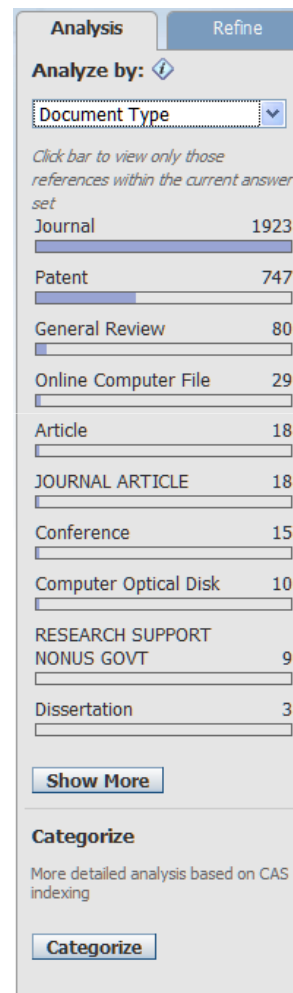 Analysis Refine
Analyze by:
Document Type
Click bar to view only those
references within the current answer
set
Journal 1923
Patent 747
General Review 80
Online Computer File 29
Article 18
JOURNAL ARTICLE 18
Conference 15
Computer Optical Disk 10
RESEARCH SUPPORT
NONUS GOVT 9
Dissertation 3
Show More
Categorize
More detailed analysis based on CAS
indexing
Categorize